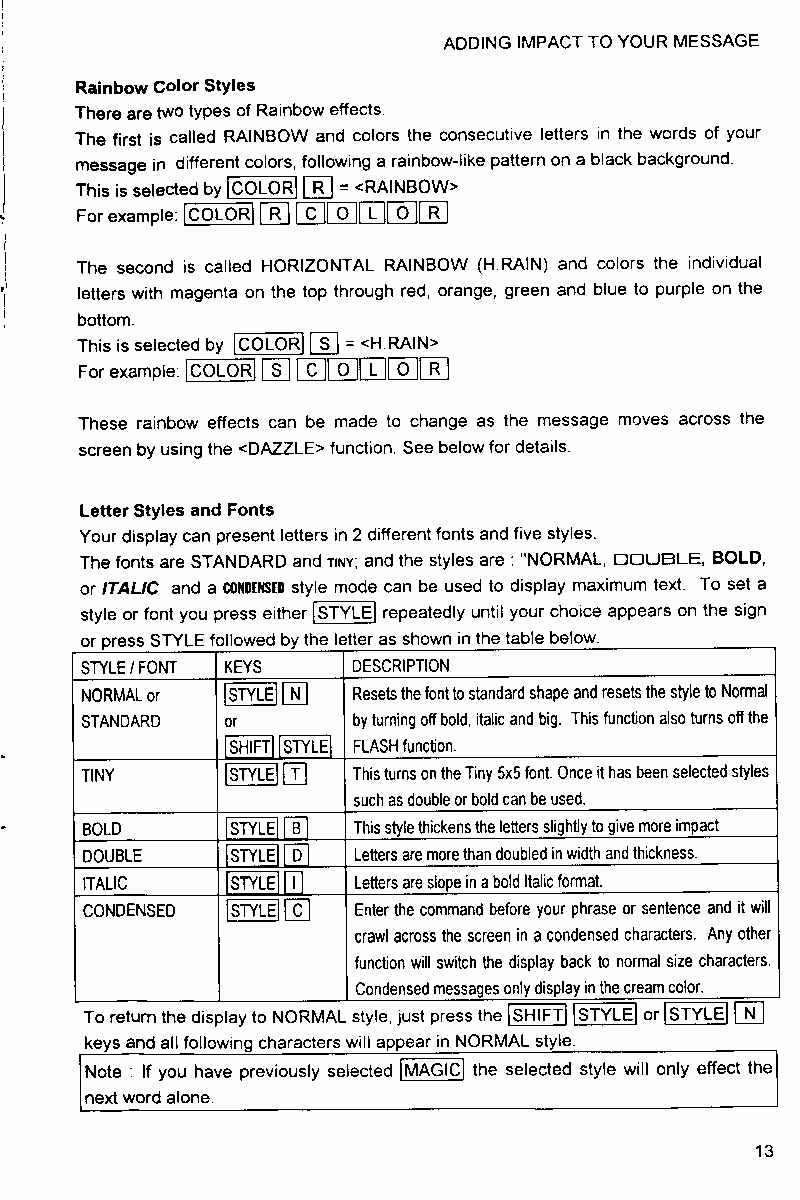 ADDING IMPACT TO YOUR MESSAGE
Rainbow Color Styles
There are two types of Rainbow effects.
The first is called RAINBOW and colors the consecutive letters in the words of your
message in different colors, following a rainbow-like pattern on a black background.
This is selected by COLOR R = <RAINBOW>
For example: COLOR R C O L O R
The second is called HORIZONTAL RAINBOW (H.RAIN) and colors the individual
letters with magenta on the top through red, orange, green and blue to purple on the
bottom.
This is selected by COLOR S = <H.RAIN>
For example: COLOR S C O L O R
These rainbow effects can be made to change as the message moves across the
screen by using the <DAZZLE> function. See below for details.
Letter Styles and Fonts
Your display can present letters in 2 different fonts and five styles.
The fonts are STANDARD and TINY; and the styles are : "NORMAL, DOUBLE, BOLD,
or ITALIC and a CONDENSED style mode can be used to display maximum text. To set a
style or font you press either STYLE repeatedly until your choice appears on the sign
or press STYLE followed by the letter as shown in the table below.
STYLE / FONT KEYS DESCRIPTION
NORMAL or STYLE N Resets the font to standard shape and resets the style to Normal
STANDARD or by turning off bold, italic and big. This function also turns off the
SHIFT STYLE FLASH function.
TINY STYLE T This turns on the Tiny 5x5 font. Once it has been selected styles
such as double or bold can be used.
BOLD STYLE B This style thickens the letters slightly to give more impact
DOUBLE STYLE D Letters are more than doubled in width and thickness.
ITALIC STYLE I Letters are slope in a bold Italic format.
CONDENSED STYLE C Enter the command before your phrase or sentence and it will
crawl across the screen in a condensed characters. Any other
function will switch the display back to normal size characters.
Condensed messages only display in the cream color.
To return the display to NORMAL style, just press the SHIFT STYLE or STYLE N
keys and all following characters will appear in NORMAL style.
Note : If you have previously selected MAGIC the selected style will only effect the
next word alone.
13